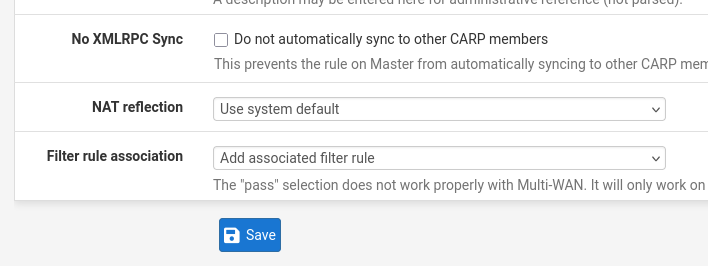 A description may be entered here for administrative reference (not parsed).
No XMLRPC Sync
Do not automatically sync to other CARP members
This prevents the rule on Master from automatically syncing to other CARP mem
NAT reflection
Use system default
Filter rule association
Add associated filter rule
The "pass" selection does not work properly with Multi-WAN. It will only work on
Save